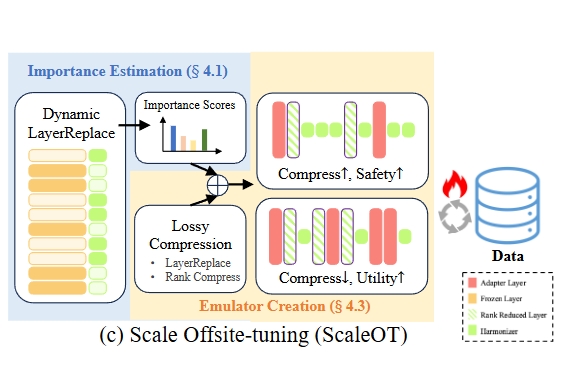 Importance Estimation (§ 4.1)
Dynamic
LayerReplace
Importance Scores
Compress↑, Safety↑
Lossy
Compression
• LayerReplace
• Rank Compress
Compress↓, Utility↑
Emulator Creation (§ 4.3)
Data
Adapter Layer
Frozen Layer
Rank Reduced Layer
Harmonizer
(c) Scale Offsite-tuning (ScaleOT)